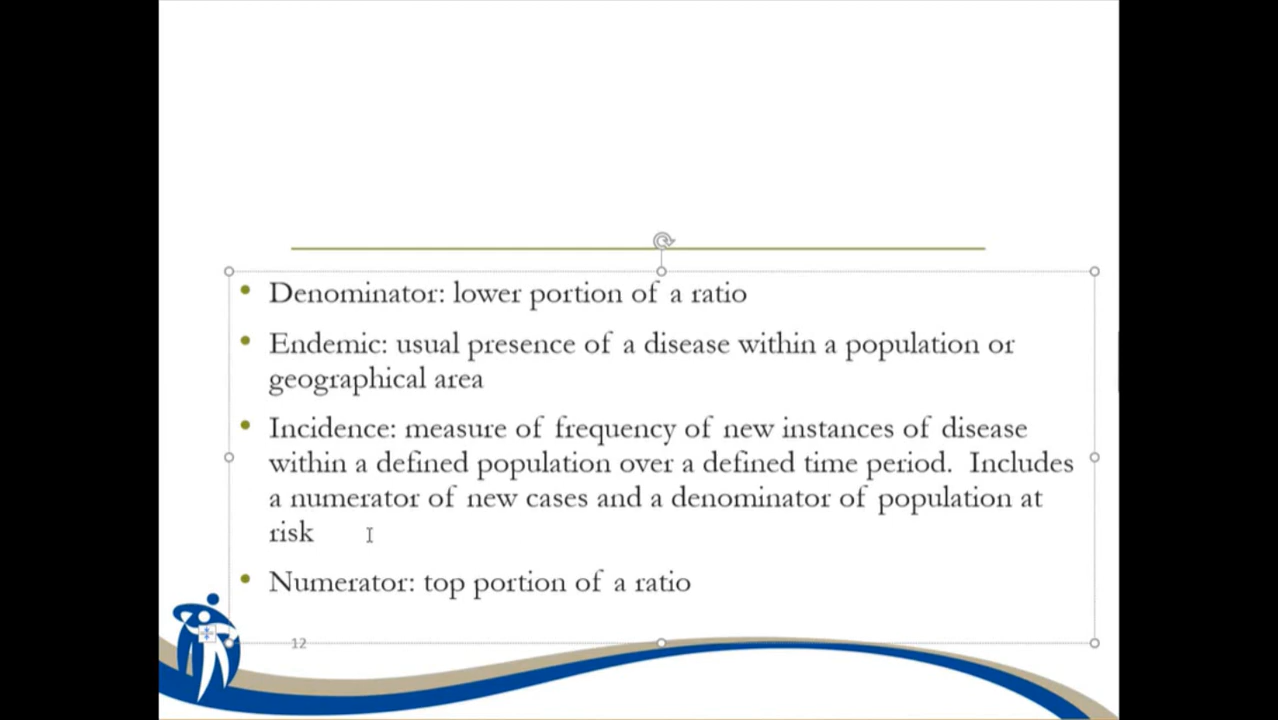 • Denominator: lower portion of a ratio
• Endemic: usual presence of a disease within a population or
geographical area
• Incidence: measure of frequency of new instances of disease
within a defined population over a defined time period.  Includes
a numerator of new cases and a denominator of population at
risk
• Numerator: top portion of a ratio
12